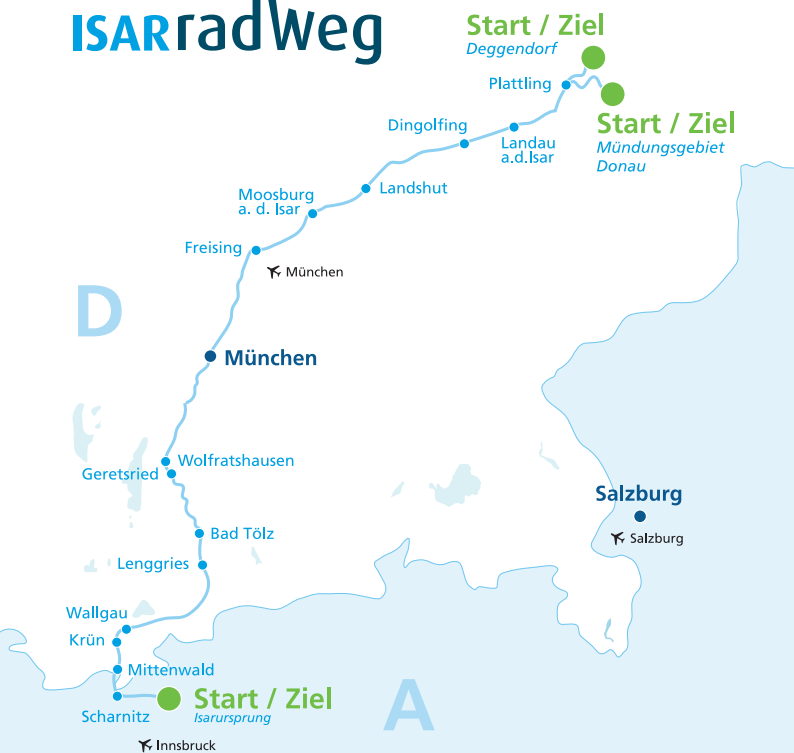 ISARradWeg
Start / Ziel
Deggendorf
Plattling
Start / Ziel
Mündungsgebiet
Donau
Dingolfing
Landau
a.d.Isar
Landshut
Moosburg
a. d. Isar
Freising
München
D
München
Wolfratshausen
Geretsried
Salzburg
Salzburg
Bad Tölz
Lenggries
Wallgau
Krün
Mittenwald
Start / Ziel
Isarursprung
Scharnitz
A
Innsbruck